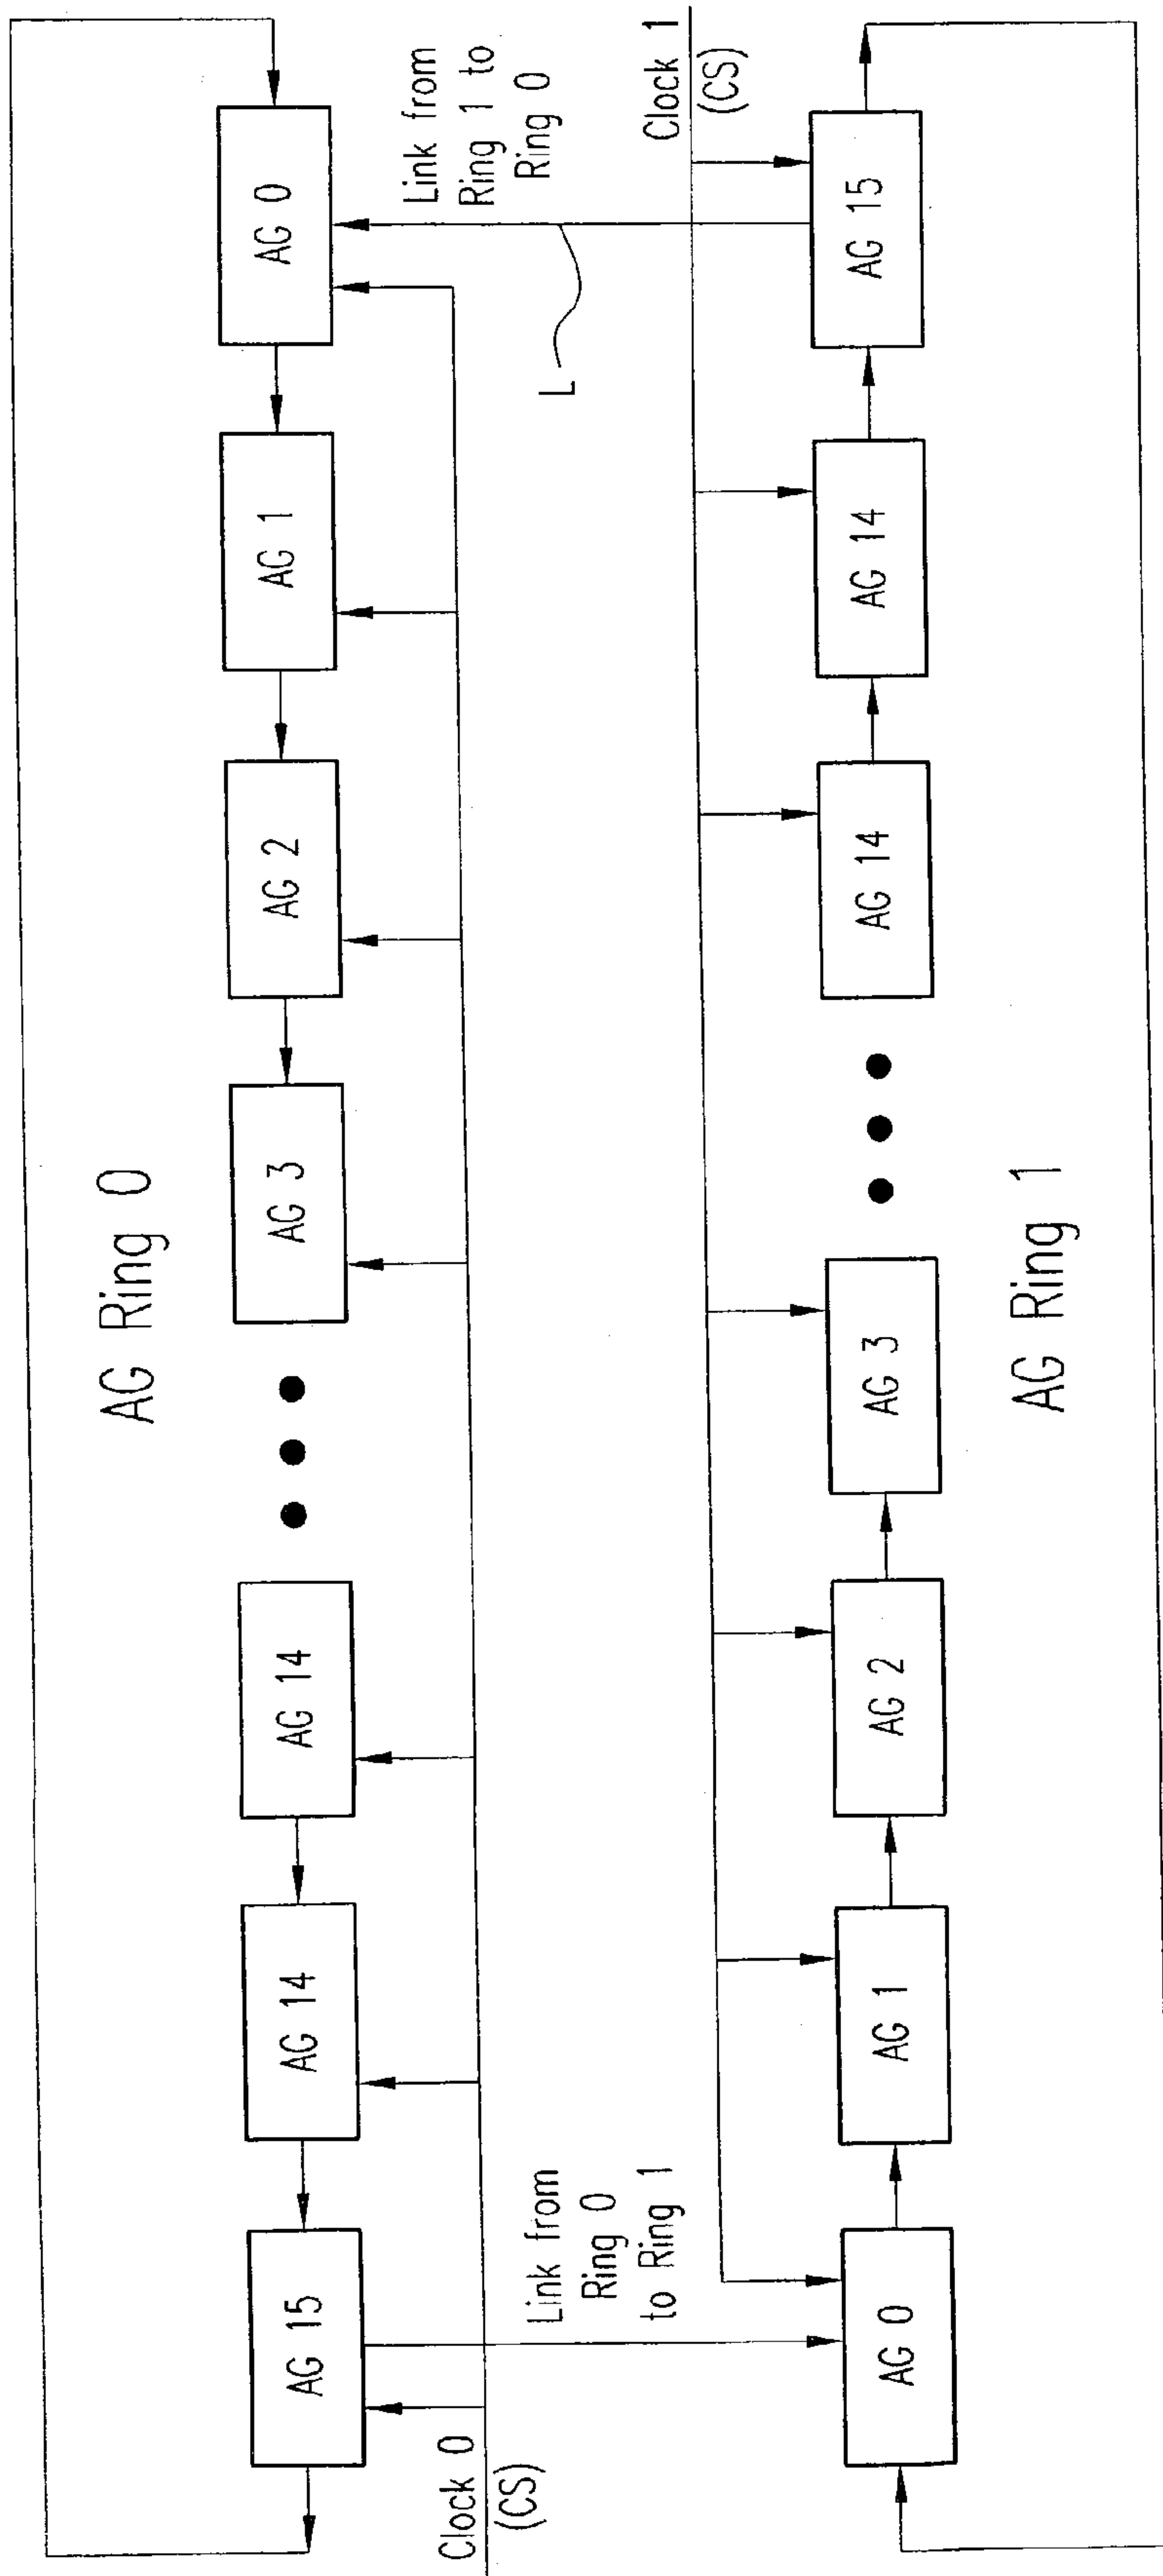 AG Ring 0
AG 15
AG 14
AG 14
AG 3
AG 2
AG 1
AG 0
Clock 0
(CS)
Link from
Ring 0
to Ring 1
L
Link from
Ring 1 to
Ring 0
Clock 1
(CS)
AG 0
AG 1
AG 2
AG 3
AG 14
AG 14
AG 15
AG Ring 1